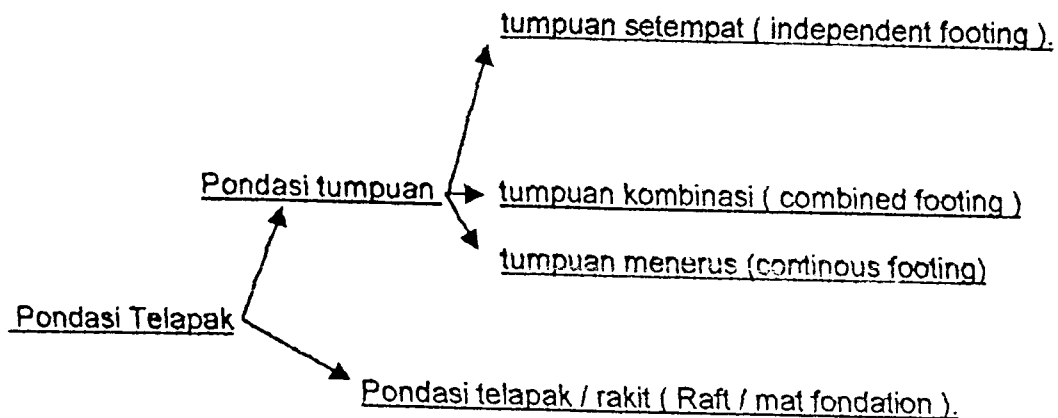 tumpuan setempat ( independent footing ).
Pondasi tumpuan
tumpuan kombinasi ( combined footing )
tumpuan menerus (continous footing)
Pondasi Telapak
Pondasi telapak / rakit ( Raft / mat fondation ).